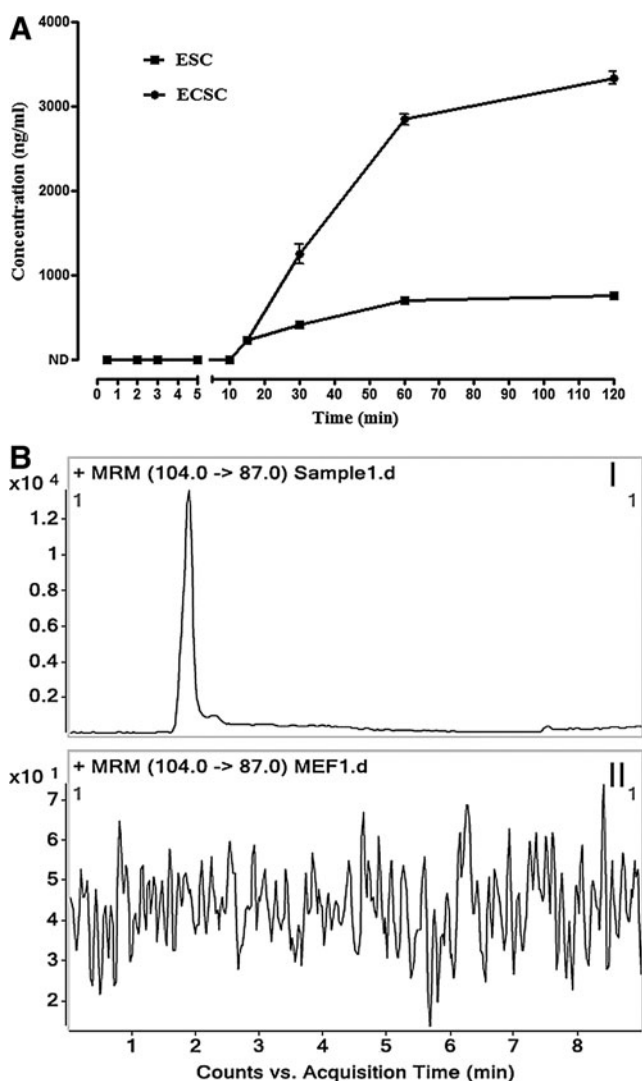 A
4000
3000
2000
1000
ND
Concentration (ng/ml)
ESC
ECSC
0 1 2 3 4 5 10 20 30 40 50 60 70 80 90 100 110 120
Time (min)
B
+ MRM (104.0 -> 87.0) Sample1.d I
x10 4
1 1
1.2
1
0.8
0.6
0.4
0.2
+ MRM (104.0 -> 87.0) MEF1.d II
x10 1
1 1
7
6
5
4
3
2
1 2 3 4 5 6 7 8
Counts vs. Acquisition Time (min)